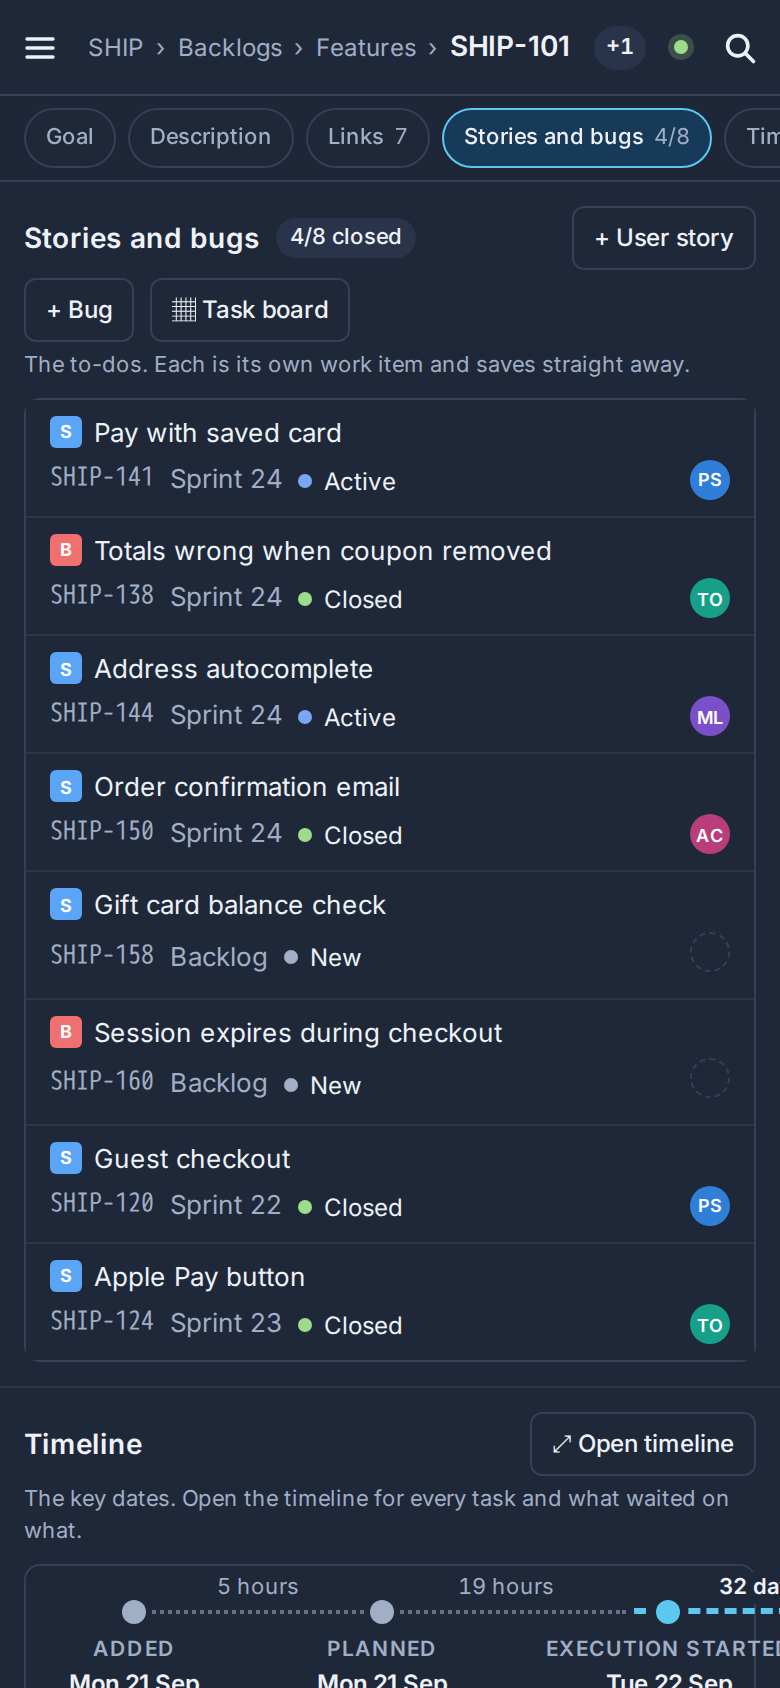 SHIP › Backlogs › Features › SHIP-101 +1
Goal Description Links 7 Stories and bugs 4/8 Tim
Stories and bugs 4/8 closed + User story
+ Bug Task board
The to-dos. Each is its own work item and saves straight away.
S Pay with saved card
SHIP-141 Sprint 24 Active PS
B Totals wrong when coupon removed
SHIP-138 Sprint 24 Closed TO
S Address autocomplete
SHIP-144 Sprint 24 Active ML
S Order confirmation email
SHIP-150 Sprint 24 Closed AC
S Gift card balance check
SHIP-158 Backlog New
B Session expires during checkout
SHIP-160 Backlog New
S Guest checkout
SHIP-120 Sprint 22 Closed PS
S Apple Pay button
SHIP-124 Sprint 23 Closed TO
Timeline Open timeline
The key dates. Open the timeline for every task and what waited on
what.
5 hours 19 hours 32 da
ADDED PLANNED EXECUTION STARTED
Mon 21 Sep Mon 21 Sep Tue 22 Sep